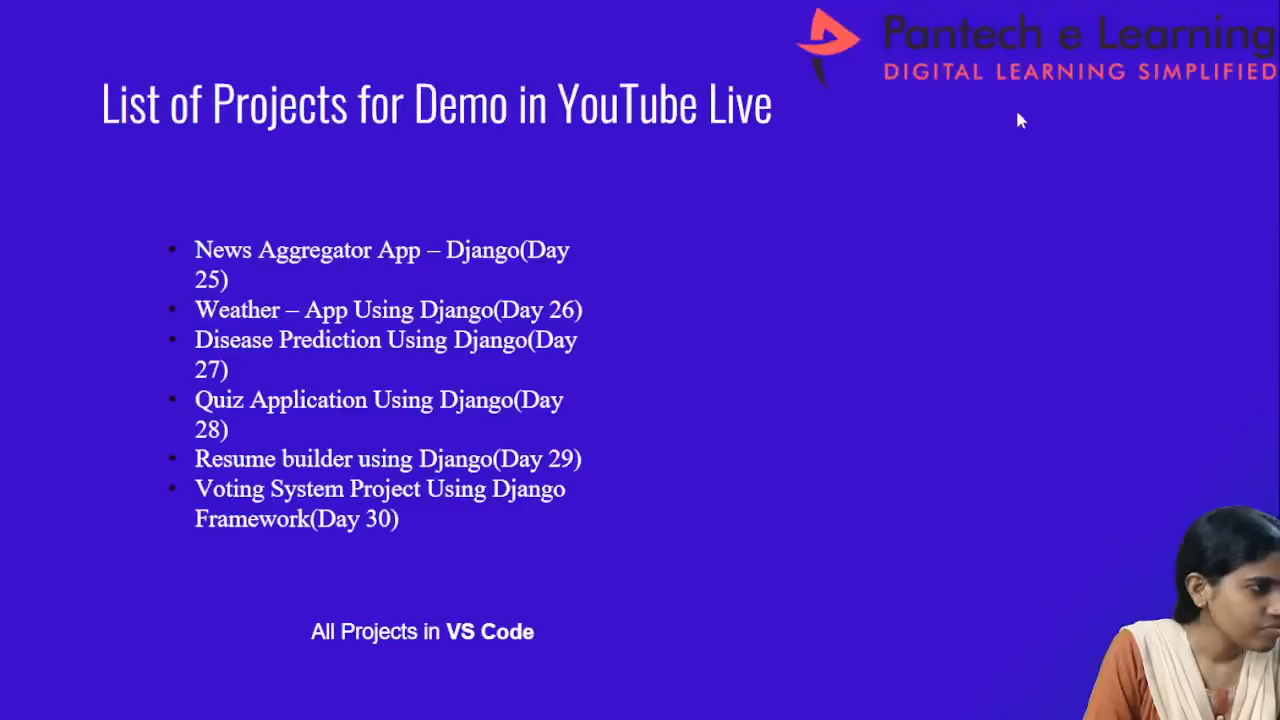 Pantech e Learning
DIGITAL LEARNING SIMPLIFIED
List of Projects for Demo in YouTube Live
• News Aggregator App – Django(Day
25)
• Weather – App Using Django(Day 26)
• Disease Prediction Using Django(Day
27)
• Quiz Application Using Django(Day
28)
• Resume builder using Django(Day 29)
• Voting System Project Using Django
Framework(Day 30)
All Projects in VS Code